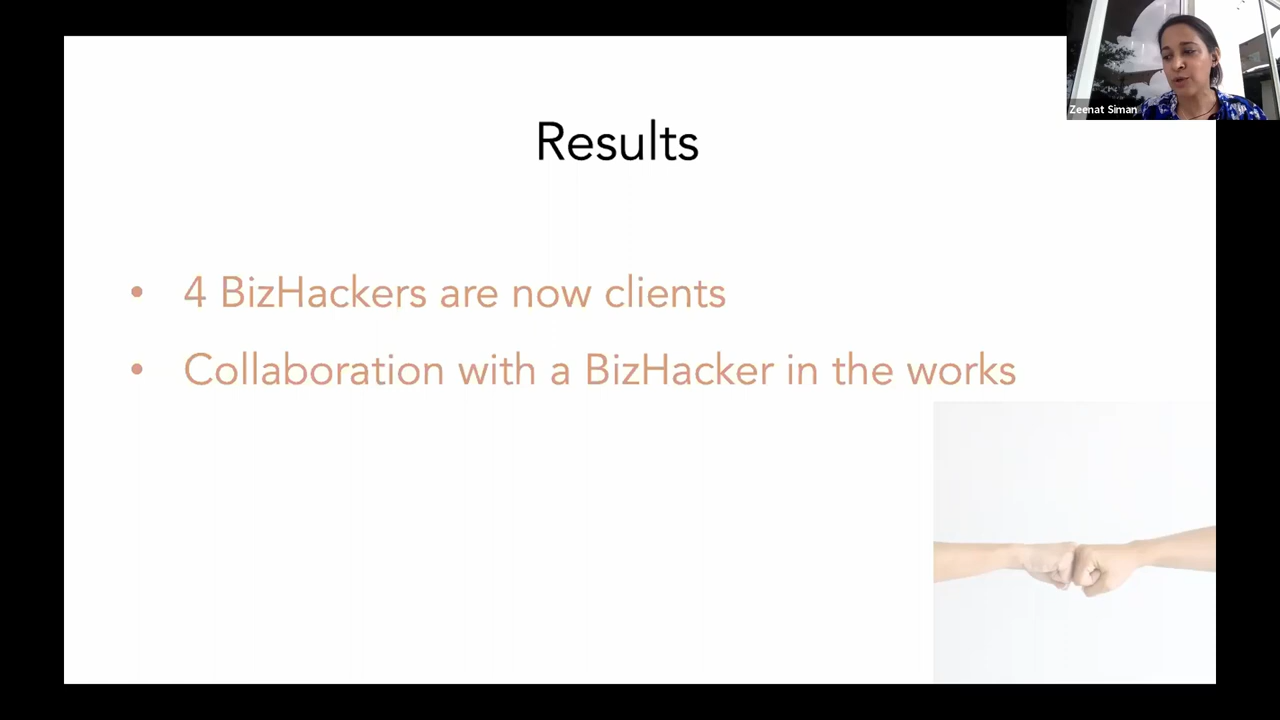 Zeenat Siman
Results
• 4 BizHackers are now clients
• Collaboration with a BizHacker in the works